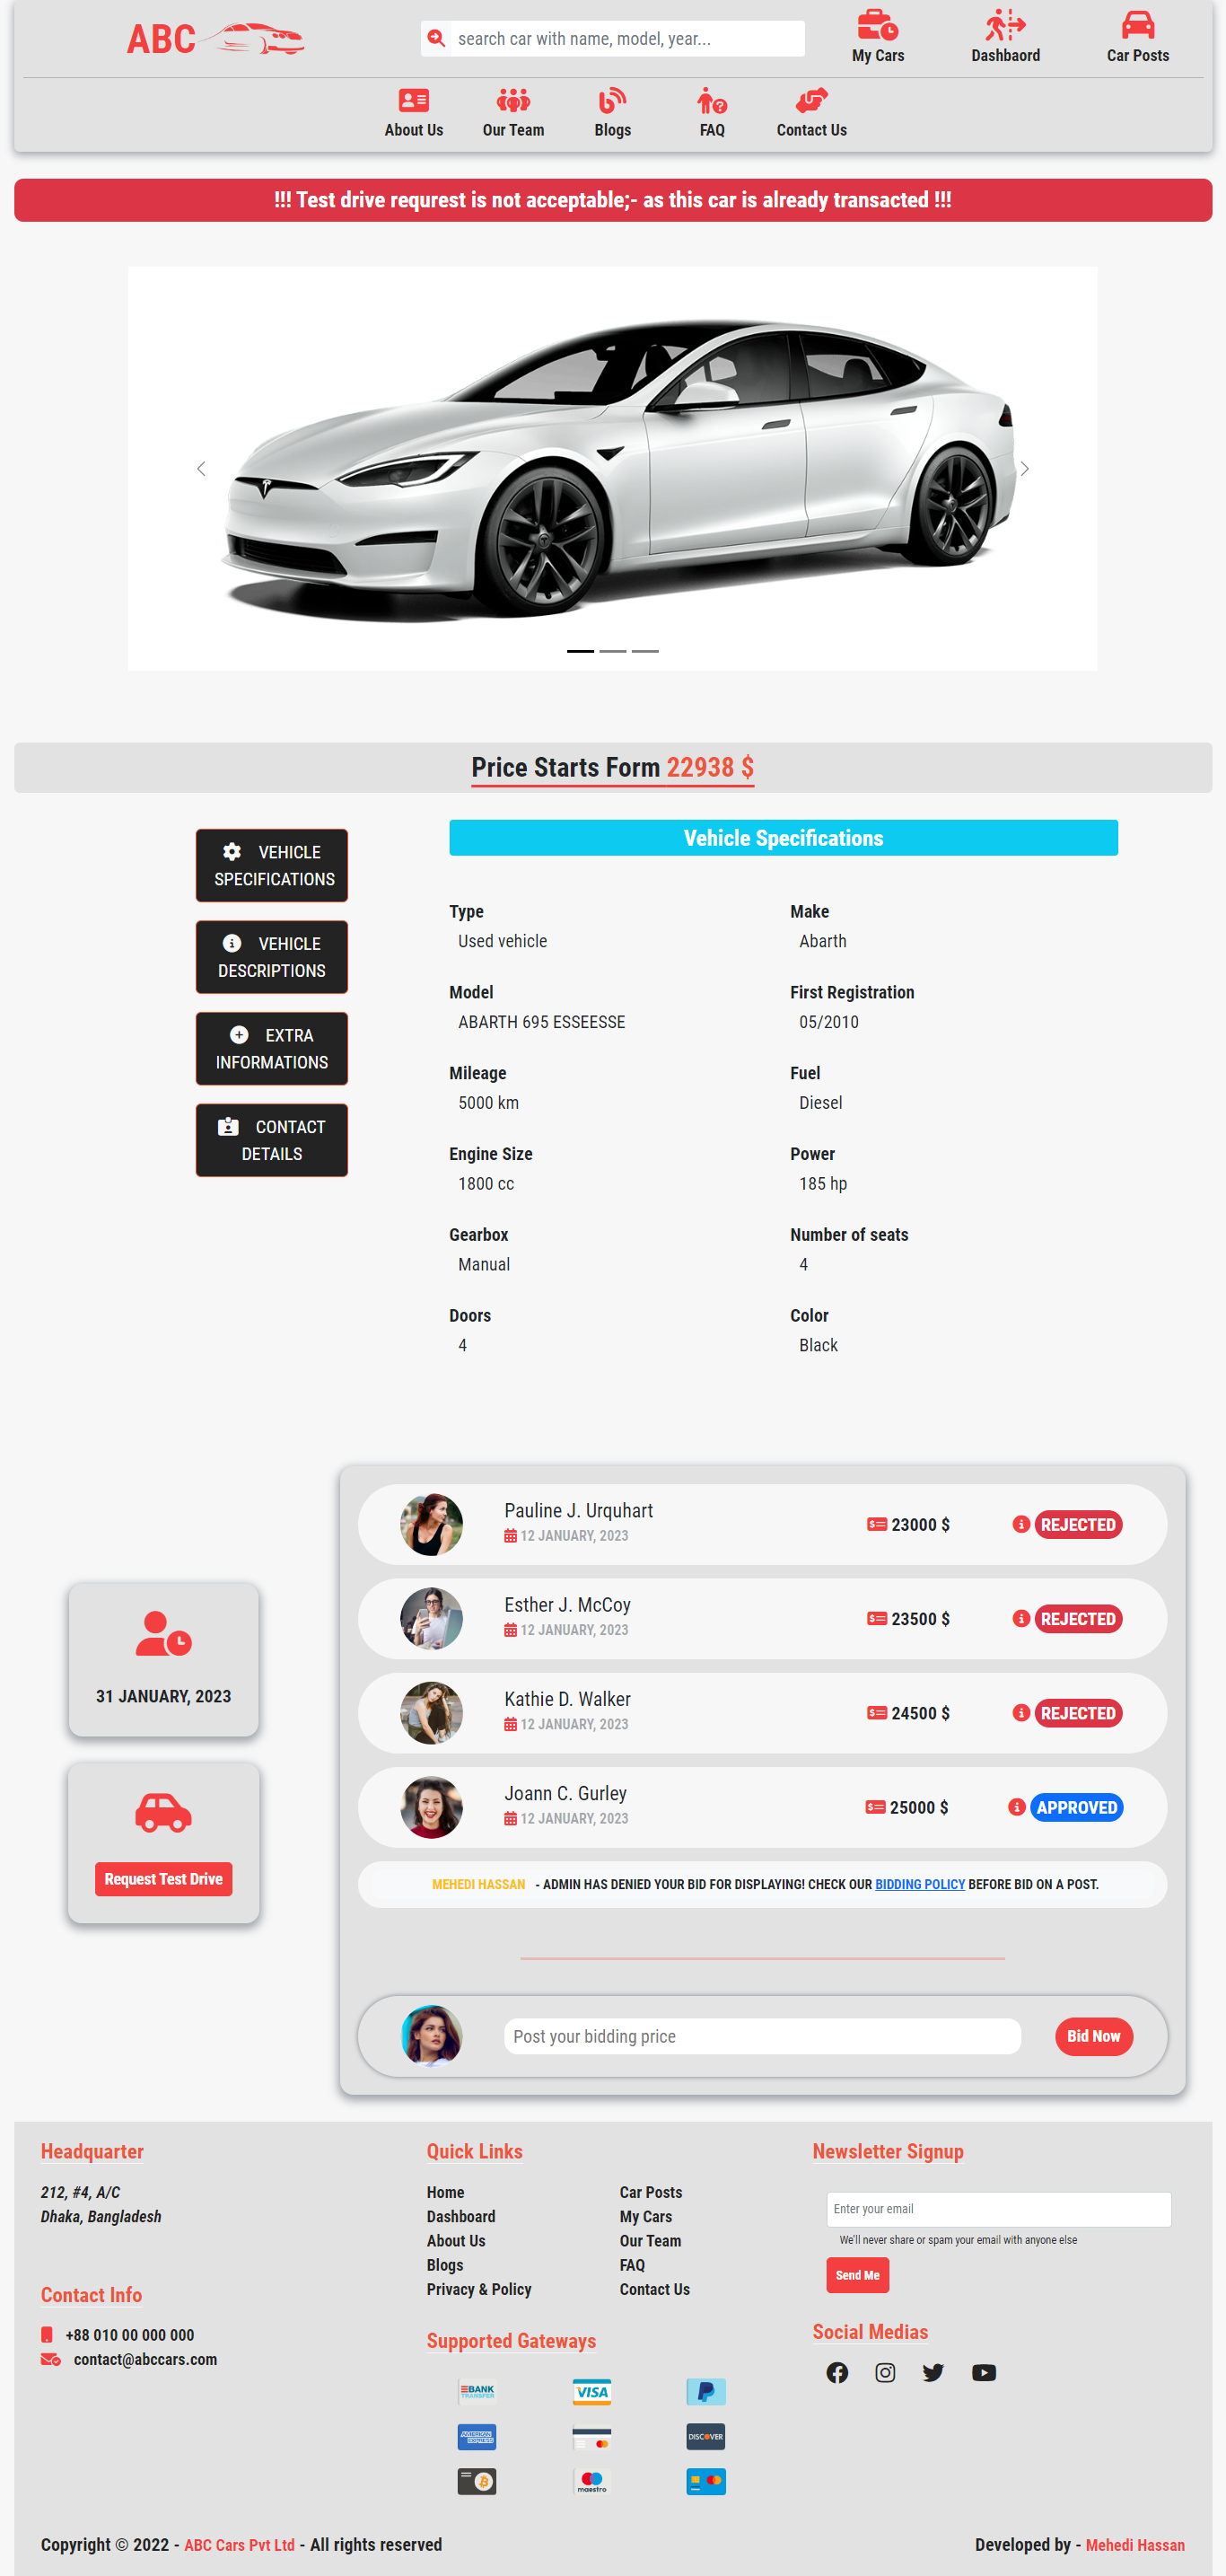 ABC
search car with name, model, year...
My Cars
Dashbaord
Car Posts
About Us
Our Team
Blogs
FAQ
Contact Us
!!! Test drive requrest is not acceptable;- as this car is already transacted !!!
Price Starts Form 22938 $
VEHICLE
SPECIFICATIONS
VEHICLE
DESCRIPTIONS
EXTRA
INFORMATIONS
CONTACT
DETAILS
Vehicle Specifications
Type
Used vehicle
Make
Abarth
Model
ABARTH 695 ESSEESSE
First Registration
05/2010
Mileage
5000 km
Fuel
Diesel
Engine Size
1800 cc
Power
185 hp
Gearbox
Manual
Number of seats
4
Doors
4
Color
Black
31 JANUARY, 2023
Request Test Drive
Pauline J. Urquhart
12 JANUARY, 2023
23000 $
REJECTED
Esther J. McCoy
12 JANUARY, 2023
23500 $
REJECTED
Kathie D. Walker
12 JANUARY, 2023
24500 $
REJECTED
Joann C. Gurley
12 JANUARY, 2023
25000 $
APPROVED
MEHEDI HASSAN - ADMIN HAS DENIED YOUR BID FOR DISPLAYING! CHECK OUR BIDDING POLICY BEFORE BID ON A POST.
Post your bidding price
Bid Now
Headquarter
212, #4, A/C
Dhaka, Bangladesh
Contact Info
+88 010 00 000 000
contact@abccars.com
Quick Links
Home
Dashboard
About Us
Blogs
Privacy & Policy
Car Posts
My Cars
Our Team
FAQ
Contact Us
Supported Gateways
BANK
TRANSFER
VISA
AMERICAN
EXPRESS
DISCOVER
maestro
Newsletter Signup
Enter your email
We'll never share or spam your email with anyone else
Send Me
Social Medias
Copyright © 2022 - ABC Cars Pvt Ltd - All rights reserved
Developed by - Mehedi Hassan